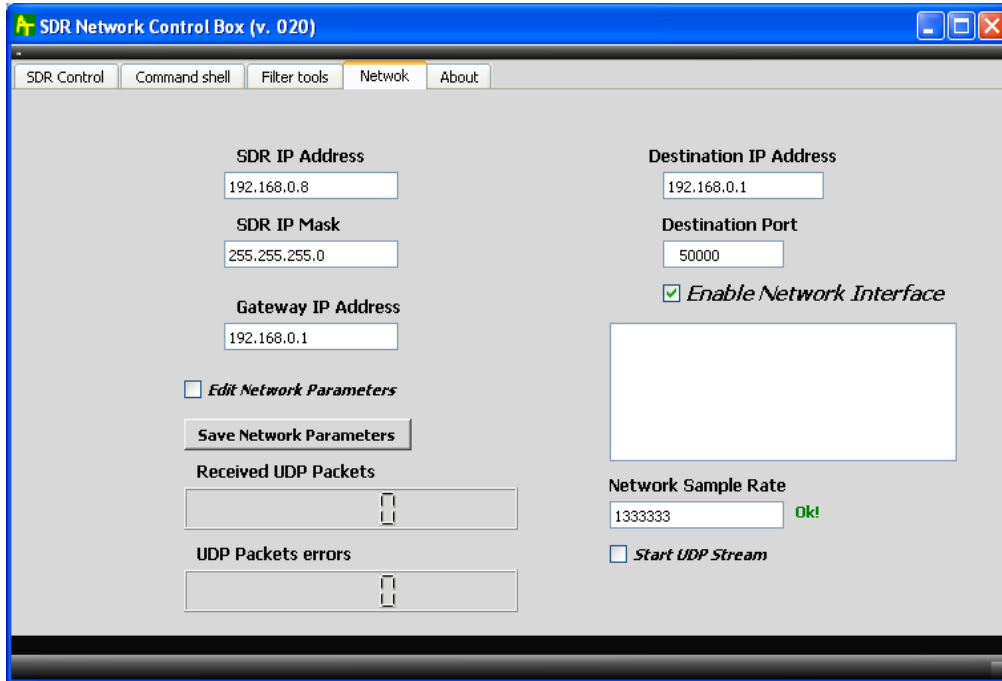 SDR Network Control Box (v. 020)
SDR Control
Command shell
Filter tools
Netwok
About
SDR IP Address
192.168.0.8
SDR IP Mask
255.255.255.0
Gateway IP Address
192.168.0.1
Edit Network Parameters
Save Network Parameters
Received UDP Packets
0
UDP Packets errors
0
Destination IP Address
192.168.0.1
Destination Port
50000
Enable Network Interface
Network Sample Rate
1333333
Ok!
Start UDP Stream